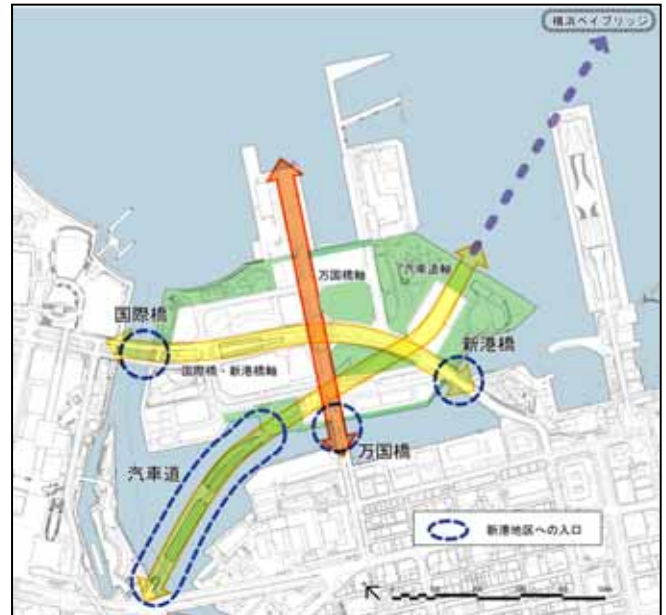 横浜ベイブリッジ
万国橋軸
汽車道軸
国際橋
新港橋
国際橋・新港橋軸
万国橋
汽車道
新港地区への入口